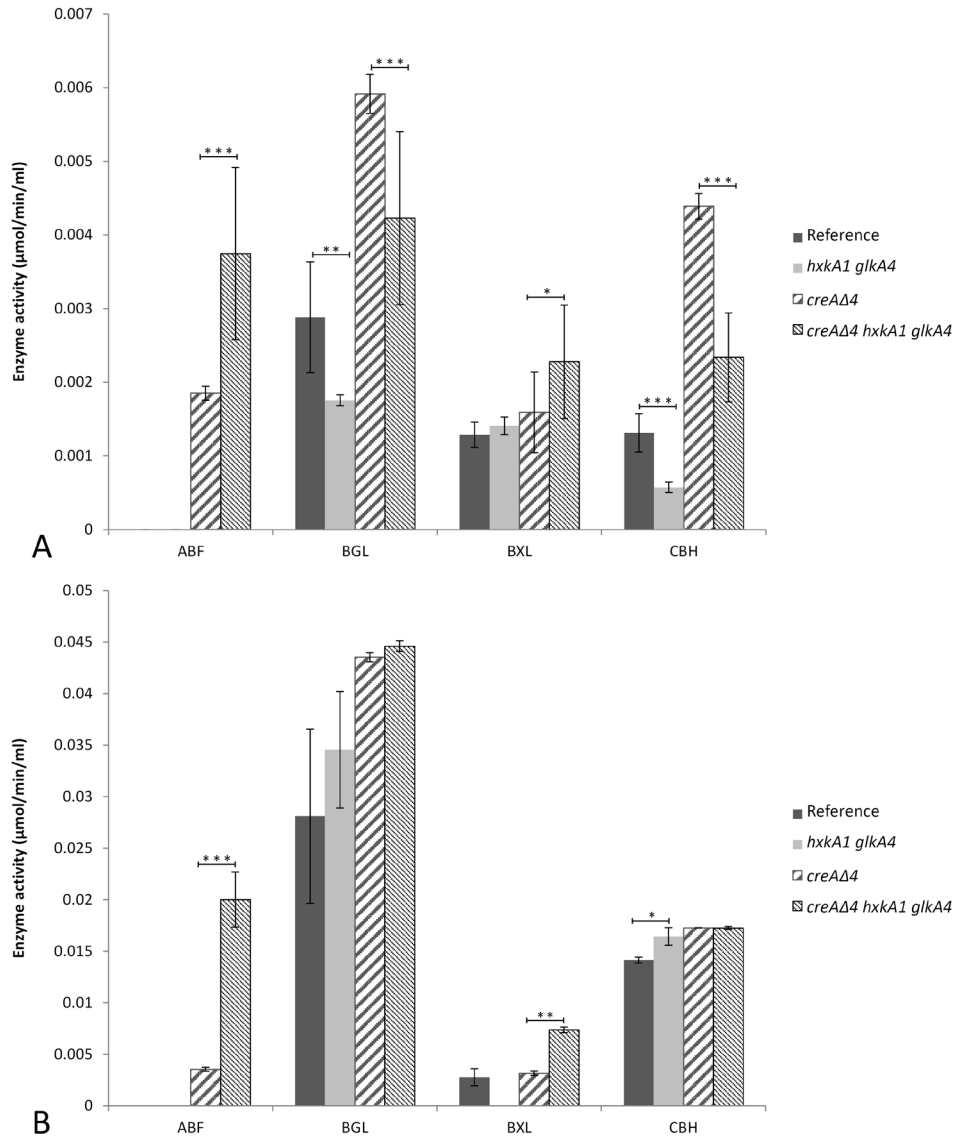 0.007
0.006
0.005
0.004
0.003
0.002
0.001
0
Enzyme activity (µmol/min/ml)
***
**
***
*
***
***
ABF BGL BXL CBH
Reference
hxkA1 glkA4
creAΔ4
creAΔ4 hxkA1 glkA4
A
0.05
0.045
0.04
0.035
0.03
0.025
0.02
0.015
0.01
0.005
0
Enzyme activity (µmol/min/ml)
***
**
*
ABF BGL BXL CBH
Reference
hxkA1 glkA4
creAΔ4
creAΔ4 hxkA1 glkA4
B